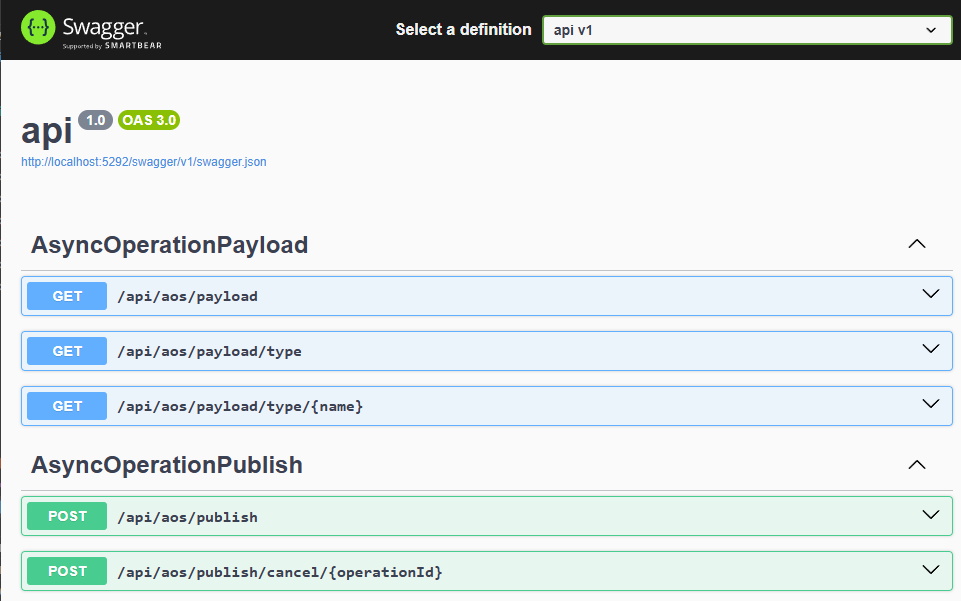 {···} Swagger™ Select a definition api v1
Supported by SMARTBEAR
api 1.0 OAS 3.0
http://localhost:5292/swagger/v1/swagger.json
AsyncOperationPayload
GET /api/aos/payload
GET /api/aos/payload/type
GET /api/aos/payload/type/{name}
AsyncOperationPublish
POST /api/aos/publish
POST /api/aos/publish/cancel/{operationId}